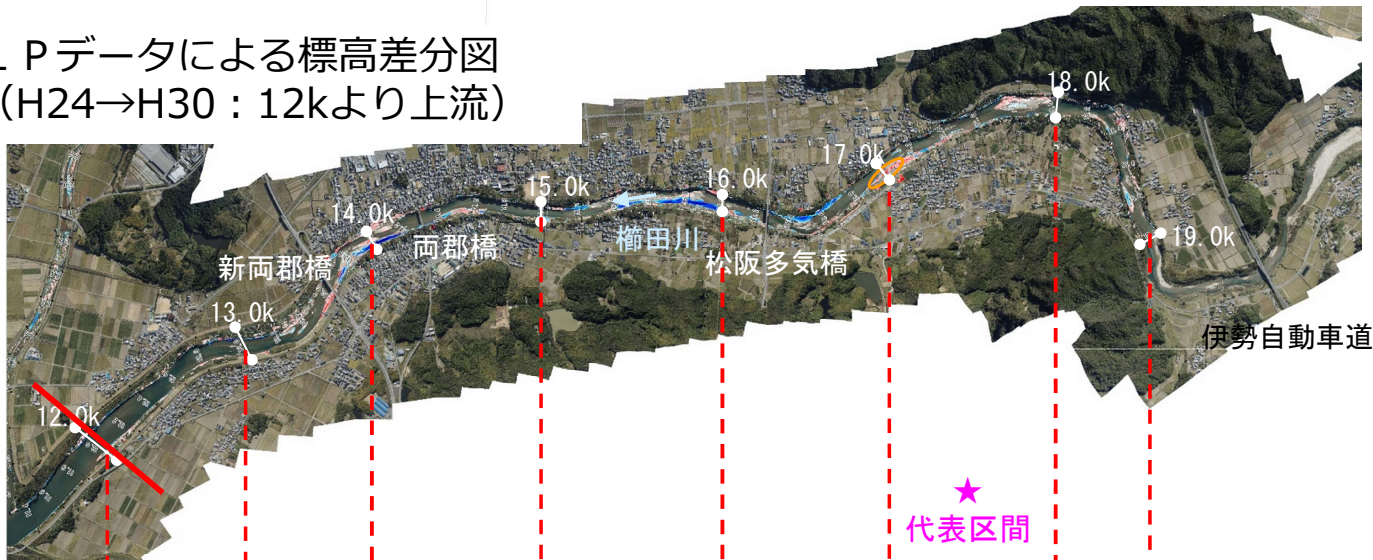 L Pデータによる標高差分図
(H24→H30：12kより上流)
18.0k
17.0k
16.0k
15.0k
14.0k
両郡橋
櫛田川
松阪多気橋
19.0k
新両郡橋
13.0k
伊勢自動車道
12.0k
★
代表区間